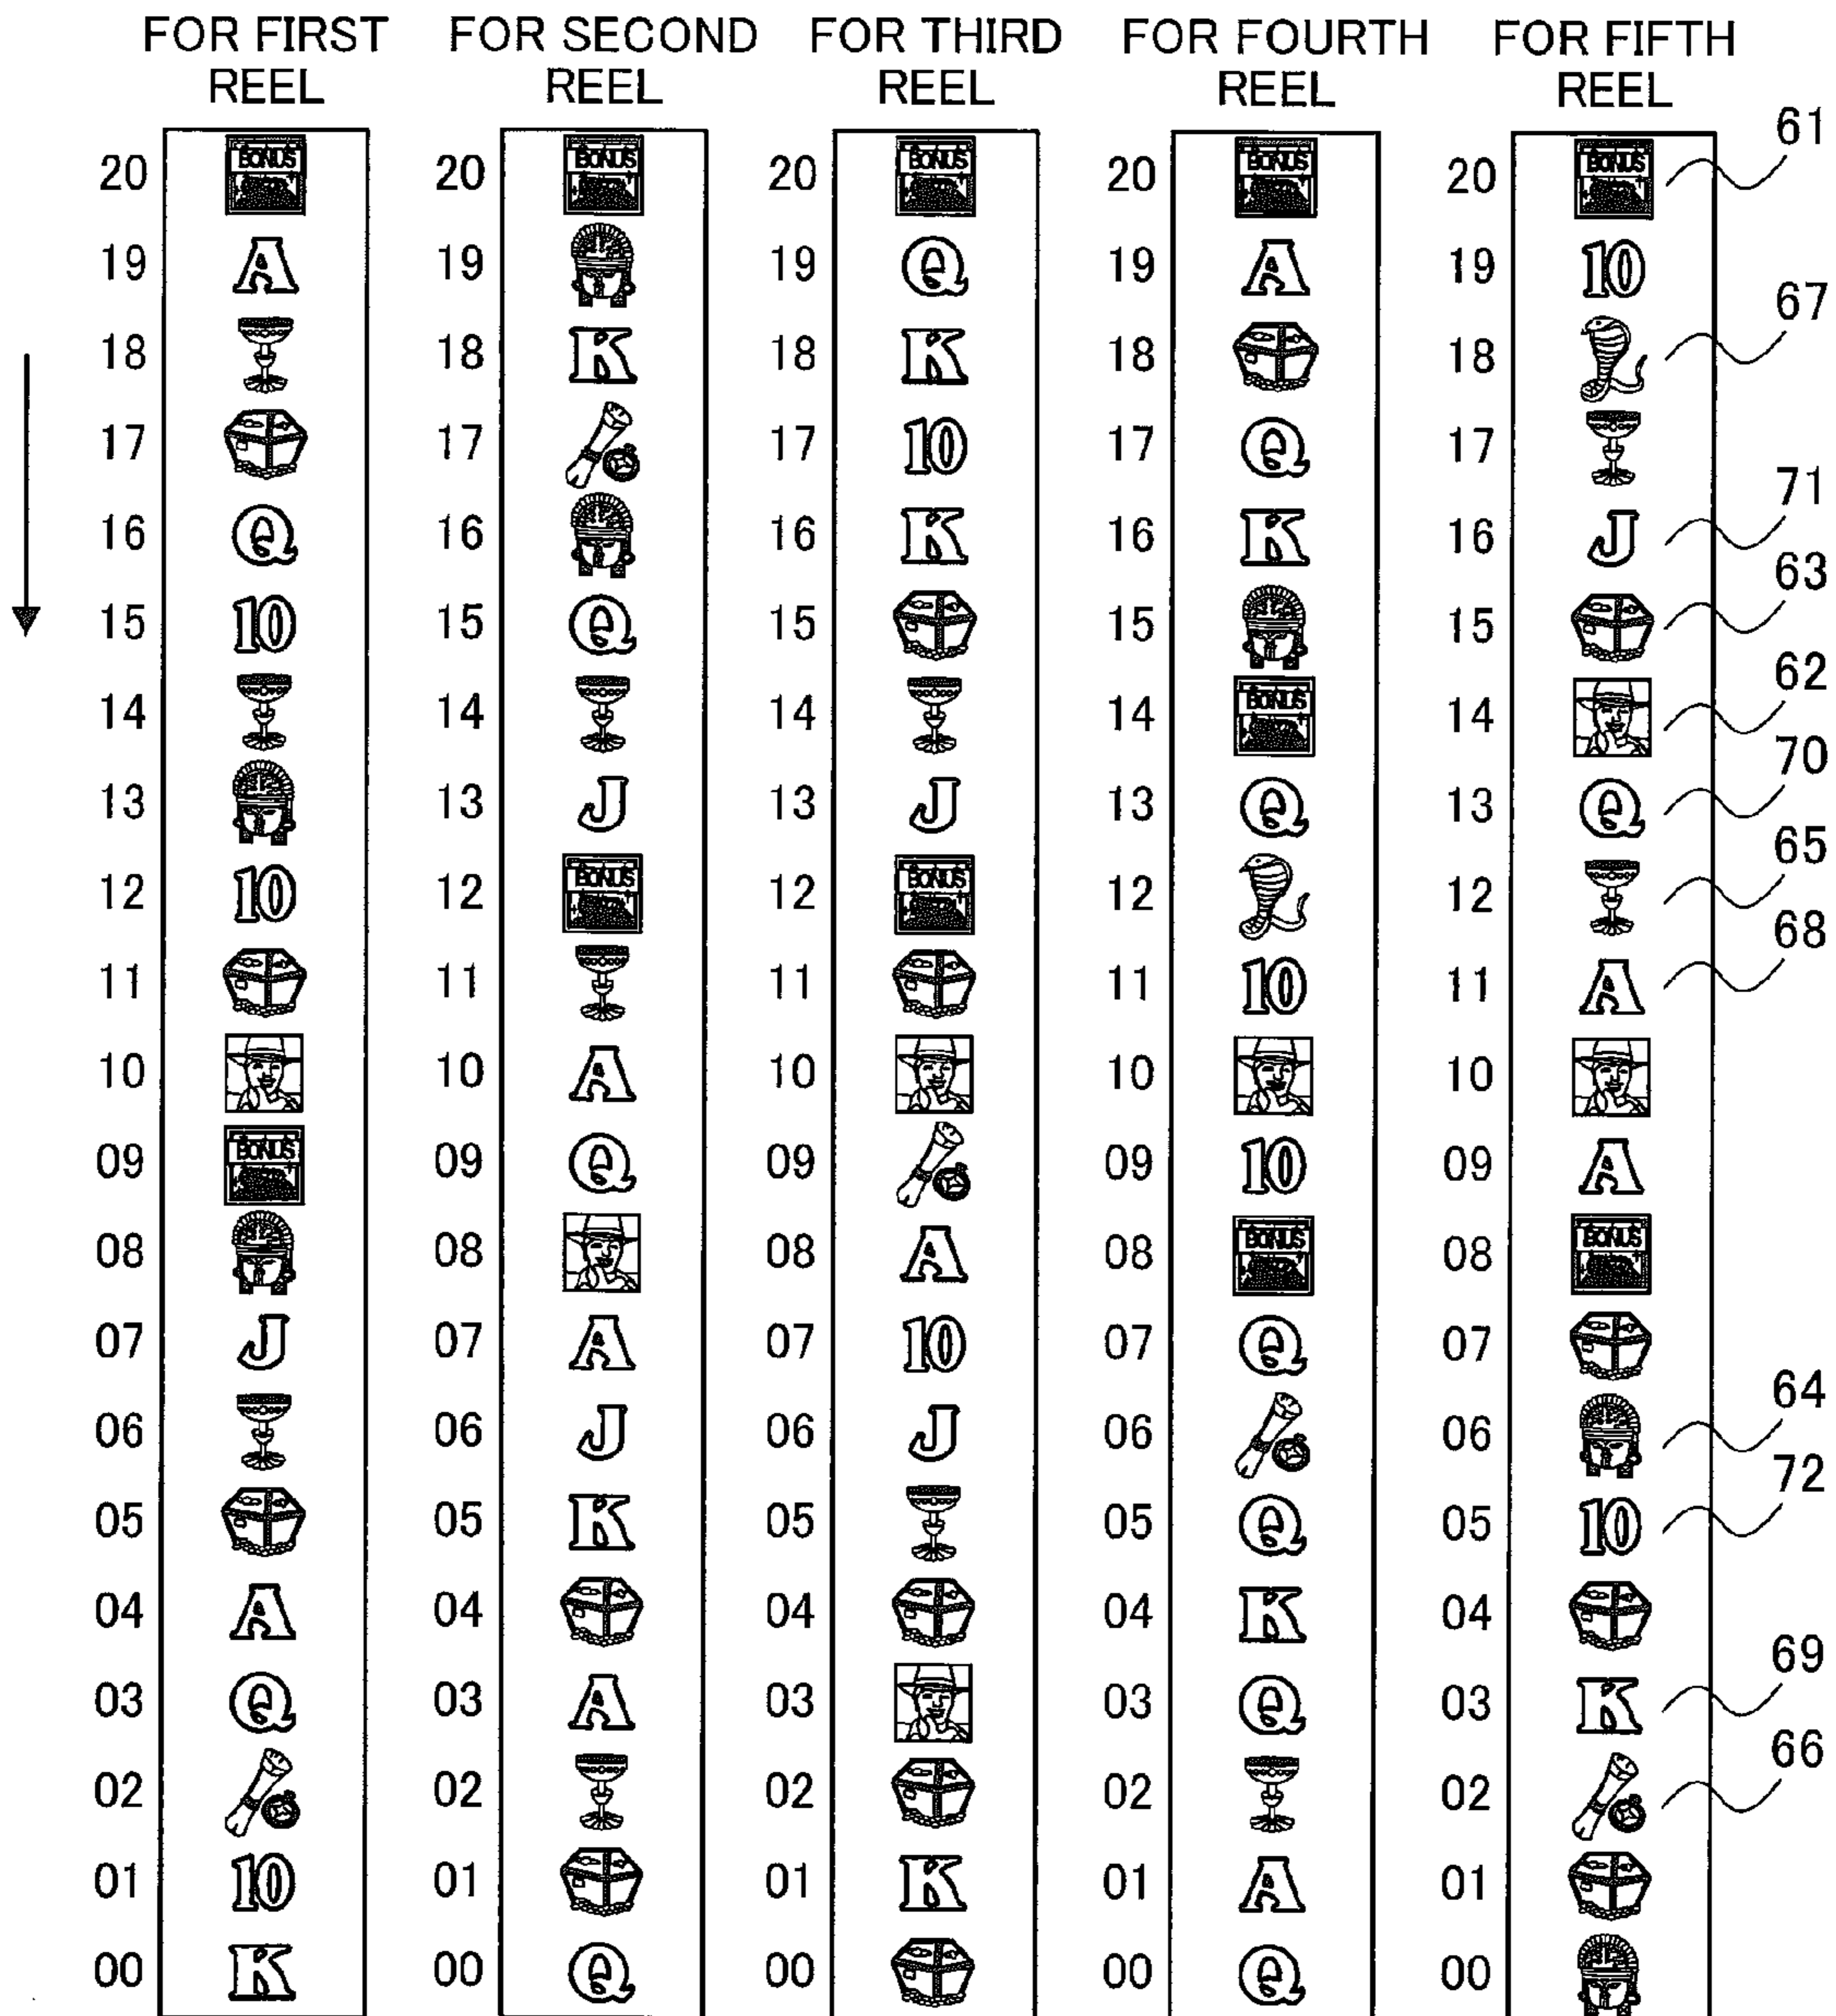 FOR FIRST REEL FOR SECOND REEL FOR THIRD REEL FOR FOURTH REEL FOR FIFTH REEL
20 BONUS 20 BONUS 20 BONUS 20 BONUS 20 BONUS 61
19 A 19 19 Q 19 A 19 10
18 18 K 18 K 18 18 67
17 17 17 10 17 Q 17
16 Q 16 16 K 16 K 16 J 71
15 10 15 Q 15 15 15 63
14 14 14 14 BONUS 14 62
13 13 J 13 J 13 Q 13 Q 70
12 10 12 BONUS 12 BONUS 12 12 65
11 11 11 11 10 11 A 68
10 10 A 10 10 10
09 BONUS 09 Q 09 09 10 09 A
08 08 08 A 08 BONUS 08 BONUS
07 J 07 A 07 10 07 Q 07
06 06 J 06 J 06 06 64
05 05 K 05 05 Q 05 10 72
04 A 04 04 04 K 04
03 Q 03 A 03 03 Q 03 K 69
02 02 02 02 02 66
01 10 01 01 K 01 A 01
00 K 00 Q 00 00 Q 00